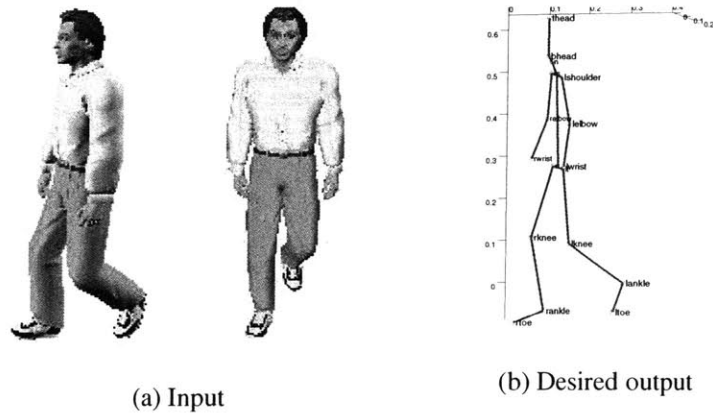 0 0.1 0.2 0.3 0.4
0 0.1 0.2
thead
0.6
bhead
0.5
lshoulder
0.4
lelbow
0.3
rwrist
lwrist
0.2
0.1
rknee lknee
0
lankle
rankle ltoe
rtoe
(a) Input
(b) Desired output